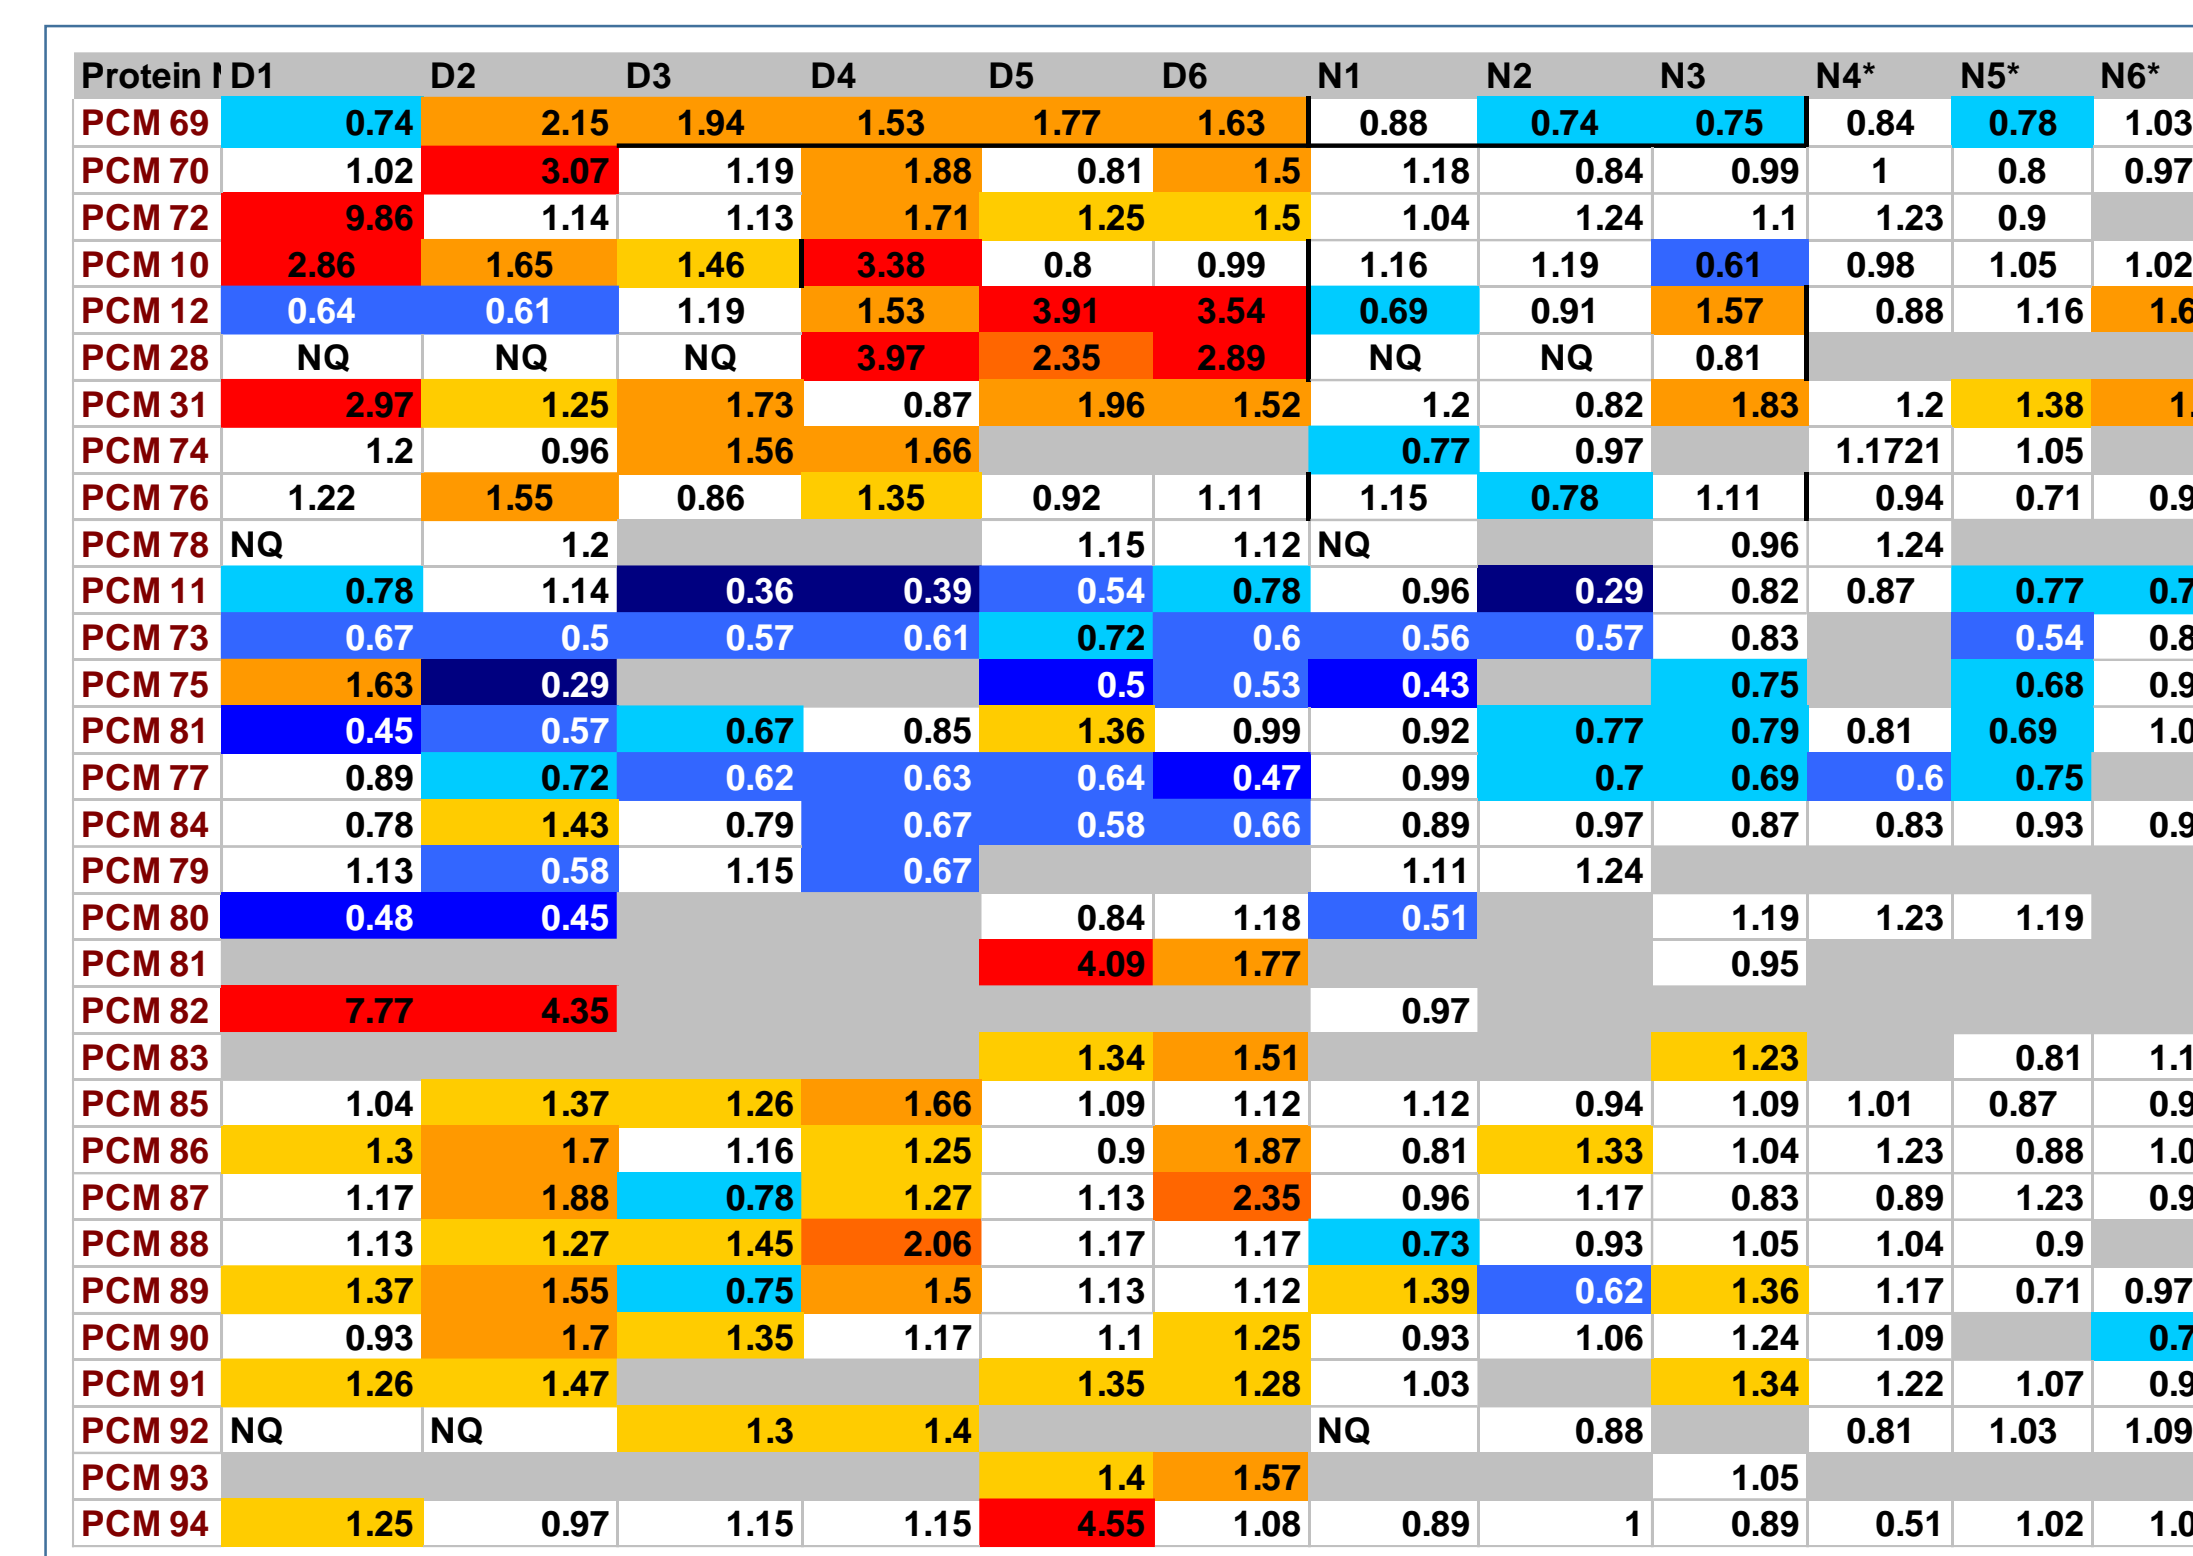 Protein D1 D2 D3 D4 D5 D6 N1 N2 N3 N4* N5* N6*
PCM 69 0.74 2.15 1.94 1.53 1.77 1.63 0.88 0.74 0.75 0.84 0.78 1.03
PCM 70 1.02 3.07 1.19 1.88 0.81 1.5 1.18 0.84 0.99 1 0.8 0.97
PCM 72 9.86 1.14 1.13 1.71 1.25 1.5 1.04 1.24 1.1 1.23 0.9
PCM 10 2.86 1.65 1.46 3.38 0.8 0.99 1.16 1.19 0.61 0.98 1.05 1.02
PCM 12 0.64 0.61 1.19 1.53 3.91 3.54 0.69 0.91 1.57 0.88 1.16
PCM 28 NQ NQ NQ 3.97 2.35 2.89 NQ NQ 0.81
PCM 31 2.97 1.25 1.73 0.87 1.96 1.52 1.2 0.82 1.83 1.2 1.38
PCM 74 1.2 0.96 1.56 1.66 0.77 0.97 1.1721 1.05
PCM 76 1.22 1.55 0.86 1.35 0.92 1.11 1.15 0.78 1.11 0.94 0.71
PCM 78 NQ 1.2 1.15 1.12 NQ 0.96 1.24
PCM 11 0.78 1.14 0.36 0.39 0.54 0.78 0.96 0.29 0.82 0.87 0.77
PCM 73 0.67 0.5 0.57 0.61 0.72 0.6 0.56 0.57 0.83 0.54
PCM 75 1.63 0.29 0.5 0.53 0.43 0.75 0.68
PCM 81 0.45 0.57 0.67 0.85 1.36 0.99 0.92 0.77 0.79 0.81 0.69
PCM 77 0.89 0.72 0.62 0.63 0.64 0.47 0.99 0.7 0.69 0.6 0.75
PCM 84 0.78 1.43 0.79 0.67 0.58 0.66 0.89 0.97 0.87 0.83 0.93
PCM 79 1.13 0.58 1.15 0.67 1.11 1.24
PCM 80 0.48 0.45 0.84 1.18 0.51 1.19 1.23 1.19
PCM 81 4.09 1.77 0.95
PCM 82 7.77 4.35 0.97
PCM 83 1.34 1.51 1.23 0.81
PCM 85 1.04 1.37 1.26 1.66 1.09 1.12 1.12 0.94 1.09 1.01 0.87
PCM 86 1.3 1.7 1.16 1.25 0.9 1.87 0.81 1.33 1.04 1.23 0.88
PCM 87 1.17 1.88 0.78 1.27 1.13 2.35 0.96 1.17 0.83 0.89 1.23
PCM 88 1.13 1.27 1.45 2.06 1.17 1.17 0.73 0.93 1.05 1.04 0.9
PCM 89 1.37 1.55 0.75 1.5 1.13 1.12 1.39 0.62 1.36 1.17 0.71 0.97
PCM 90 0.93 1.7 1.35 1.17 1.1 1.25 0.93 1.06 1.24 1.09
PCM 91 1.26 1.47 1.35 1.28 1.03 1.34 1.22 1.07
PCM 92 NQ NQ 1.3 1.4 NQ 0.88 0.81 1.03 1.09
PCM 93 1.4 1.57 1.05
PCM 94 1.25 0.97 1.15 1.15 4.55 1.08 0.89 1 0.89 0.51 1.02